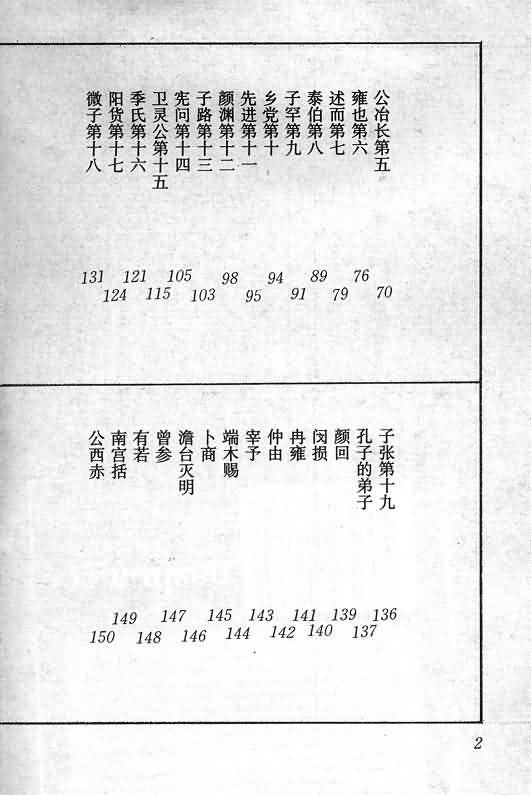 公冶长第五 70
雍也第六 76
述而第七 79
泰伯第八 89
子罕第九 91
乡党第十 94
先进第十一 95
颜渊第十二 98
子路第十三 103
宪问第十四 105
卫灵公第十五 115
季氏第十六 121
阳货第十七 124
微子第十八 131
子张第十九 136
孔子的弟子 137
颜回 139
闵损 140
冉雍 141
仲由 142
宰予 143
端木赐 144
卜商 145
澹台灭明 146
曾参 147
有若 148
南宫括 149
公西赤 150
2